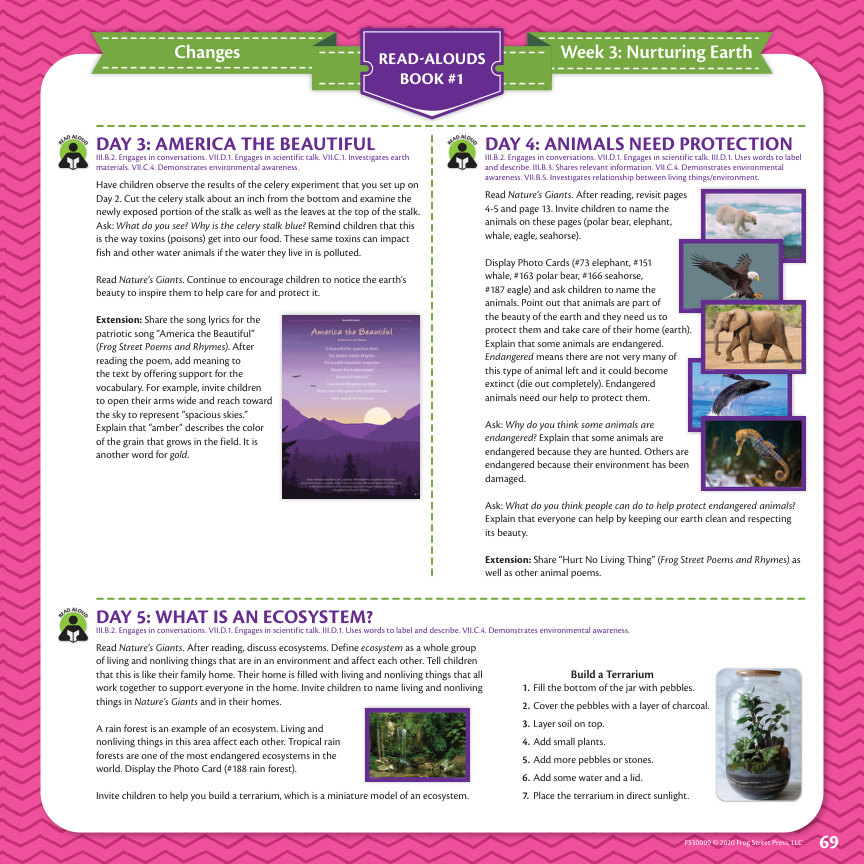 Changes
READ-ALOUDS
BOOK #1
Week 3: Nurturing Earth
READ ALOUD
DAY 3: AMERICA THE BEAUTIFUL
III.B.2. Engages in conversations. VII.D.1. Engages in scientific talk. VII.C.1. Investigates earth
materials. VII.C.4. Demonstrates environmental awareness.
Have children observe the results of the celery experiment that you set up on
Day 2. Cut the celery stalk about an inch from the bottom and examine the
newly exposed portion of the stalk as well as the leaves at the top of the stalk.
Ask: What do you see? Why is the celery stalk blue? Remind children that this
is the way toxins (poisons) get into our food. These same toxins can impact
fish and other water animals if the water they live in is polluted.
Read Nature's Giants. Continue to encourage children to notice the earth's
beauty to inspire them to help care for and protect it.
Extension: Share the song lyrics for the
patriotic song "America the Beautiful"
(Frog Street Poems and Rhymes). After
reading the poem, add meaning to
the text by offering support for the
vocabulary. For example, invite children
to open their arms wide and reach toward
the sky to represent "spacious skies."
Explain that "amber" describes the color
of the grain that grows in the field. It is
another word for gold.
America the Beautiful
READ ALOUD
DAY 4: ANIMALS NEED PROTECTION
III.B.2. Engages in conversations. VII.D.1. Engages in scientific talk. III.D.1. Uses words to label
and describe. III.B.3. Shares relevant information. VII.C.4. Demonstrates environmental
awareness. VII.B.5. Investigates relationship between living things/environment.
Read Nature's Giants. After reading, revisit pages
4-5 and page 13. Invite children to name the
animals on these pages (polar bear, elephant,
whale, eagle, seahorse).
Display Photo Cards (#73 elephant, #151
whale, #163 polar bear, #166 seahorse,
#187 eagle) and ask children to name the
animals. Point out that animals are part of
the beauty of the earth and they need us to
protect them and take care of their home (earth).
Explain that some animals are endangered.
Endangered means there are not very many of
this type of animal left and it could become
extinct (die out completely). Endangered
animals need our help to protect them.
Ask: Why do you think some animals are
endangered? Explain that some animals are
endangered because they are hunted. Others are
endangered because their environment has been
damaged.
Ask: What do you think people can do to help protect endangered animals?
Explain that everyone can help by keeping our earth clean and respecting
its beauty.
Extension: Share "Hurt No Living Thing" (Frog Street Poems and Rhymes) as
well as other animal poems.
READ ALOUD
DAY 5: WHAT IS AN ECOSYSTEM?
III.B.2. Engages in conversations. VII.D.1. Engages in scientific talk. III.D.1. Uses words to label and describe. VII.C.4. Demonstrates environmental awareness.
Read Nature's Giants. After reading, discuss ecosystems. Define ecosystem as a whole group
of living and nonliving things that are in an environment and affect each other. Tell children
that this is like their family home. Their home is filled with living and nonliving things that all
work together to support everyone in the home. Invite children to name living and nonliving
things in Nature's Giants and in their homes.
A rain forest is an example of an ecosystem. Living and
nonliving things in this area affect each other. Tropical rain
forests are one of the most endangered ecosystems in the
world. Display the Photo Card (#188 rain forest).
Invite children to help you build a terrarium, which is a miniature model of an ecosystem.
Build a Terrarium
1. Fill the bottom of the jar with pebbles.
2. Cover the pebbles with a layer of charcoal.
3. Layer soil on top.
4. Add small plants.
5. Add more pebbles or stones.
6. Add some water and a lid.
7. Place the terrarium in direct sunlight.
FS30009 © 2020 Frog Street Press, LLC
69